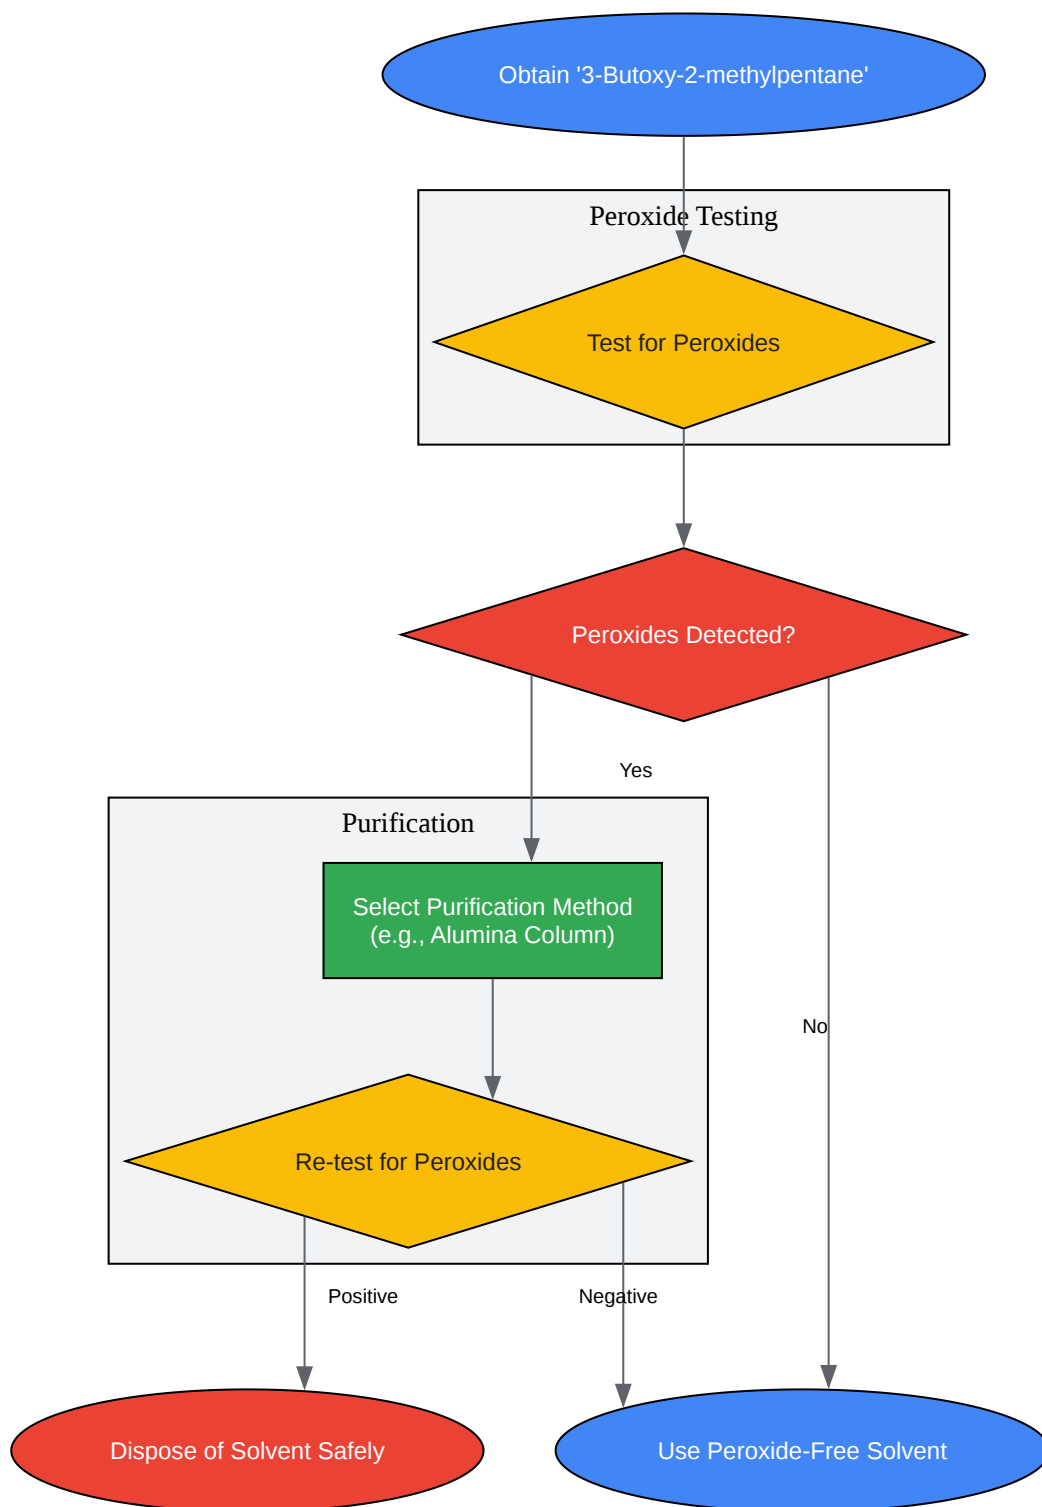 Obtain '3-Butoxy-2-methylpentane'
Peroxide Testing
Test for Peroxides
Peroxides Detected?
Yes
Purification
Select Purification Method
(e.g., Alumina Column)
No
Re-test for Peroxides
Positive
Negative
Dispose of Solvent Safely
Use Peroxide-Free Solvent